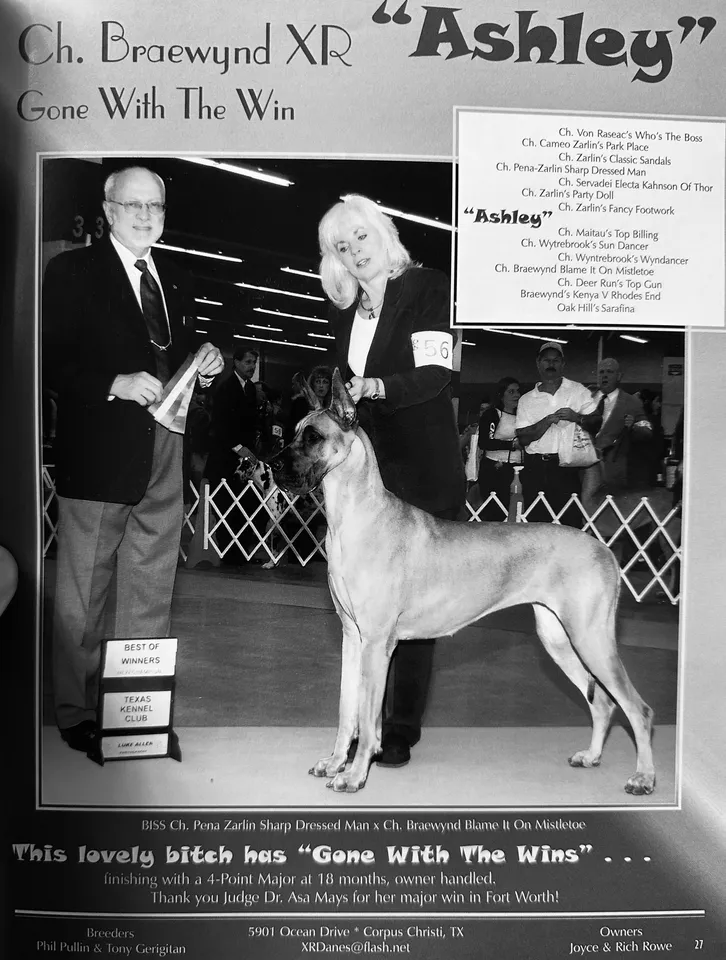 Ch. Braewynd XR "Ashley"
Gone With The Win
Ch. Von Raseac's Who's The Boss
Ch. Cameo Zarlin's Park Place
Ch. Zarlin's Classic Sandals
Ch. Pena-Zarlin Sharp Dressed Man
Ch. Servadei Electa Kahnson Of Thor
Ch. Zarlin's Party Doll
Ch. Zarlin's Fancy Footwork
"Ashley"
Ch. Maitau's Top Billing
Ch. Wytrebrook's Sun Dancer
Ch. Wyntrebrook's Wyndancer
Ch. Braewynd Blame It On Mistletoe
Ch. Deer Run's Top Gun
Braewynd's Kenya V Rhodes End
Oak Hill's Sarafina
56
BEST OF
WINNERS
TEXAS
KENNEL
CLUB
LUKE ALLEN
BISS Ch. Pena Zarlin Sharp Dressed Man x Ch. Braewynd Blame It On Mistletoe
This lovely bitch has "Gone With The Wins" . . .
finishing with a 4-Point Major at 18 months, owner handled.
Thank you Judge Dr. Asa Mays for her major win in Fort Worth!
Breeders
Phil Pullin & Tony Gerigitan
5901 Ocean Drive * Corpus Christi, TX
XRDanes@flash.net
Owners
Joyce & Rich Rowe
27